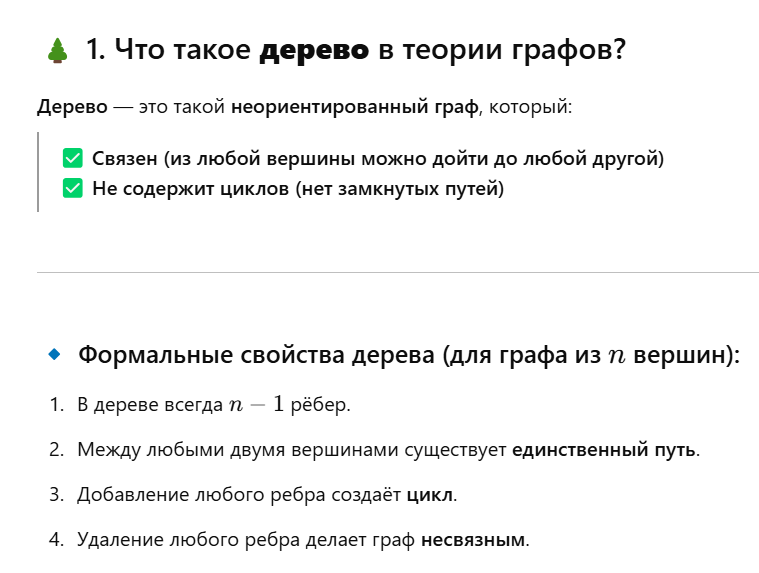 🌲 1. Что такое дерево в теории графов?
Дерево — это такой неориентированный граф, который:
✅ Связен (из любой вершины можно дойти до любой другой)
✅ Не содержит циклов (нет замкнутых путей)
🔹 Формальные свойства дерева (для графа из n вершин):
1. В дереве всегда n − 1 рёбер.
2. Между любыми двумя вершинами существует единственный путь.
3. Добавление любого ребра создаёт цикл.
4. Удаление любого ребра делает граф несвязным.